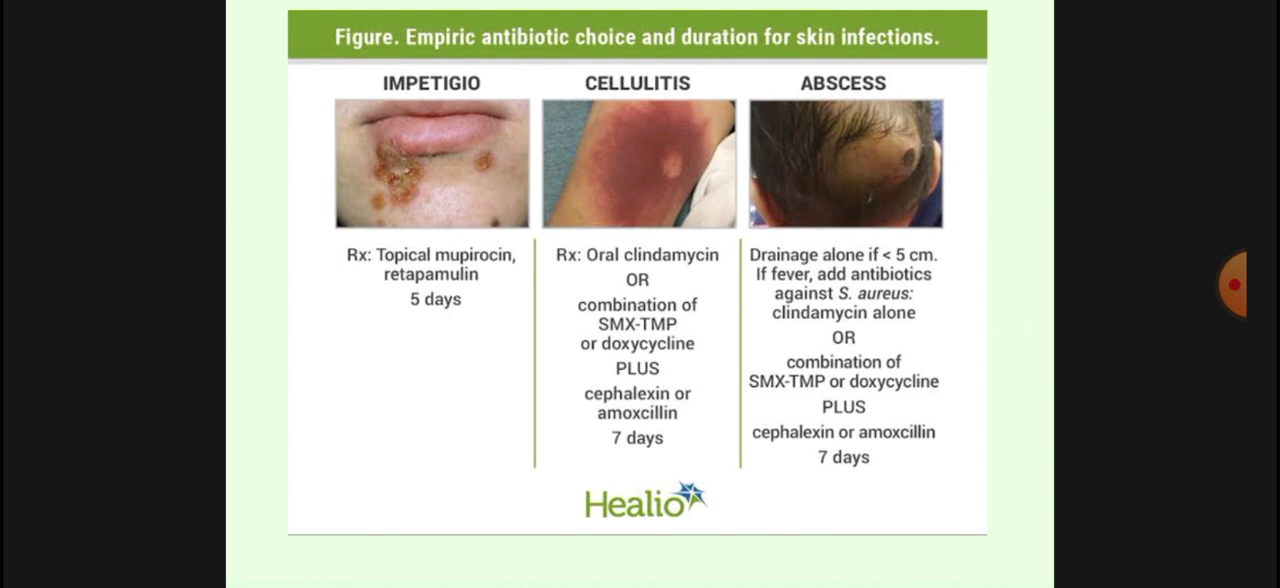 Figure. Empiric antibiotic choice and duration for skin infections.
IMPETIGIO
Rx: Topical mupirocin,
retapamulin
5 days
CELLULITIS
Rx: Oral clindamycin
OR
combination of
SMX-TMP
or doxycycline
PLUS
cephalexin or
amoxcillin
7 days
ABSCESS
Drainage alone if < 5 cm.
If fever, add antibiotics
against S. aureus:
clindamycin alone
OR
combination of
SMX-TMP or doxycycline
PLUS
cephalexin or amoxcillin
7 days
Healio